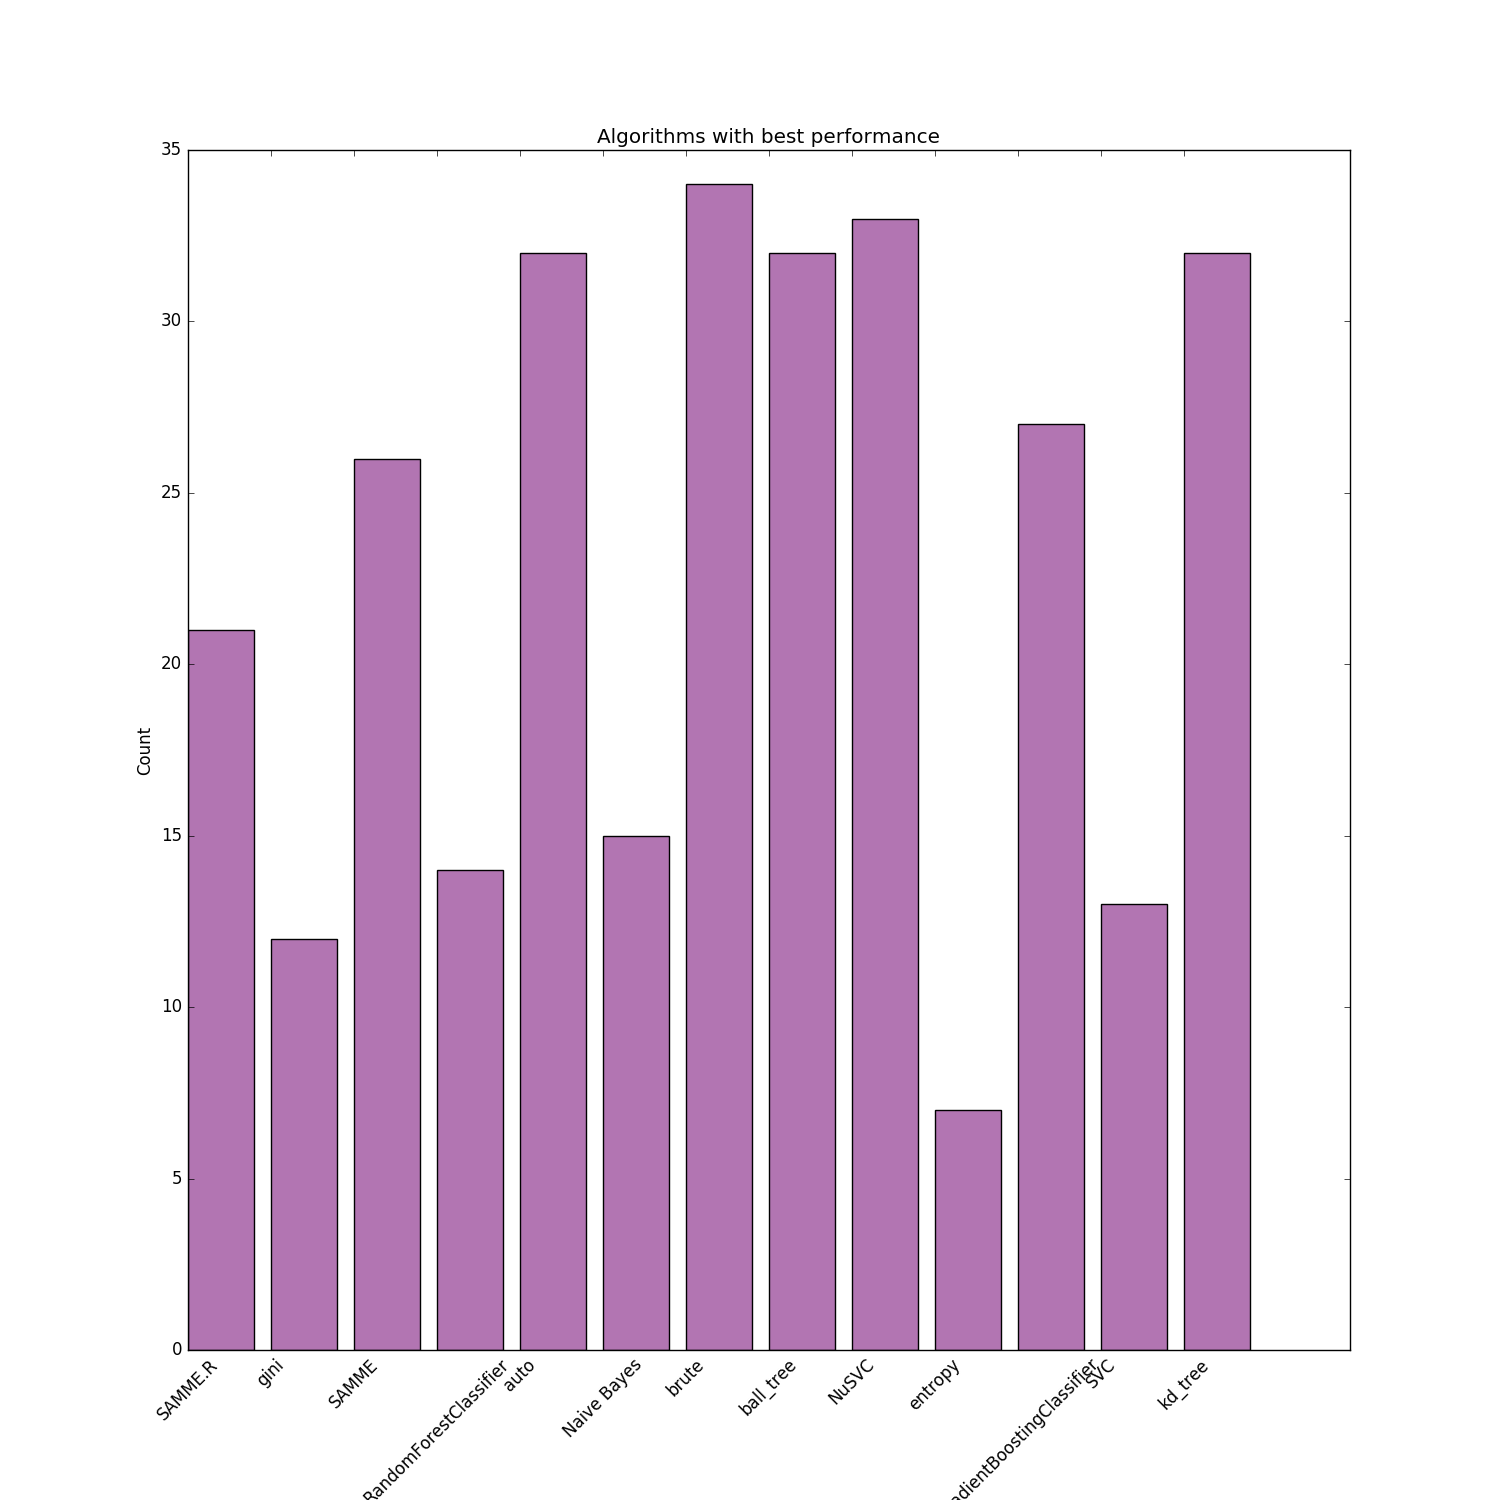 Algorithms with best performance
35
30
25
20
15
10
5
0
Count
SAMME.R
gini
SAMME
RandomForestClassifier
auto
Naive Bayes
brute
ball_tree
NuSVC
entropy
adientBoostingClassifier
SVC
kd_tree